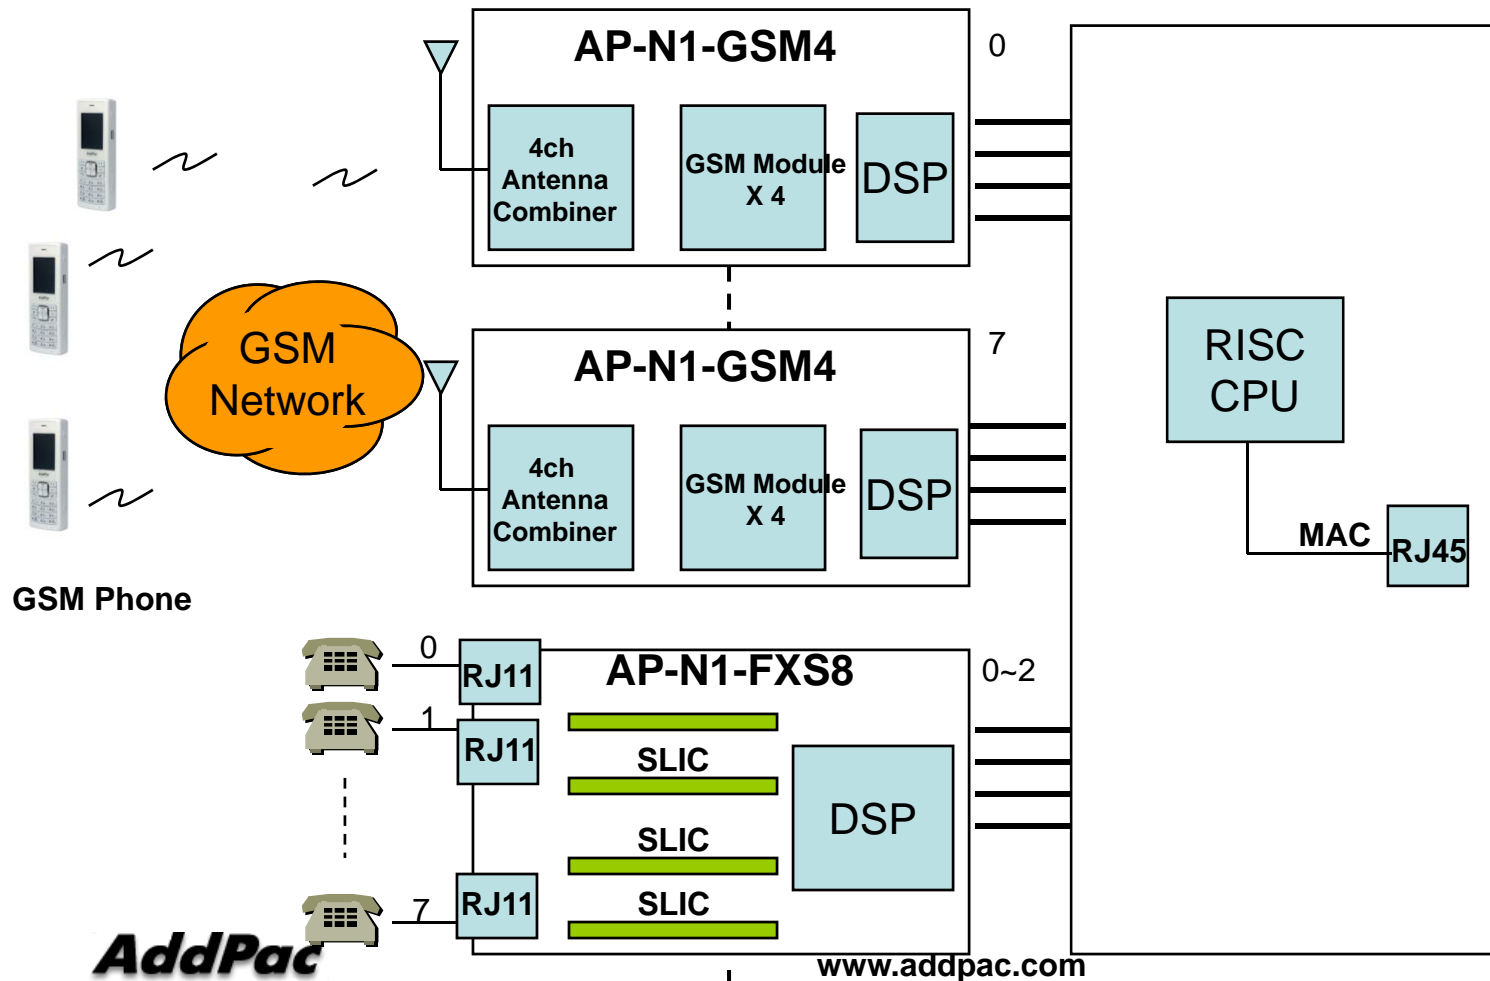 AP-N1-GSM4
0
4ch
Antenna
Combiner
GSM Module
X 4
DSP
GSM
Network
AP-N1-GSM4
7
4ch
Antenna
Combiner
GSM Module
X 4
DSP
RISC
CPU
MAC
RJ45
GSM Phone
0
RJ11
AP-N1-FXS8
0~2
1
RJ11
SLIC
DSP
SLIC
7
RJ11
SLIC
AddPac
www.addpac.com